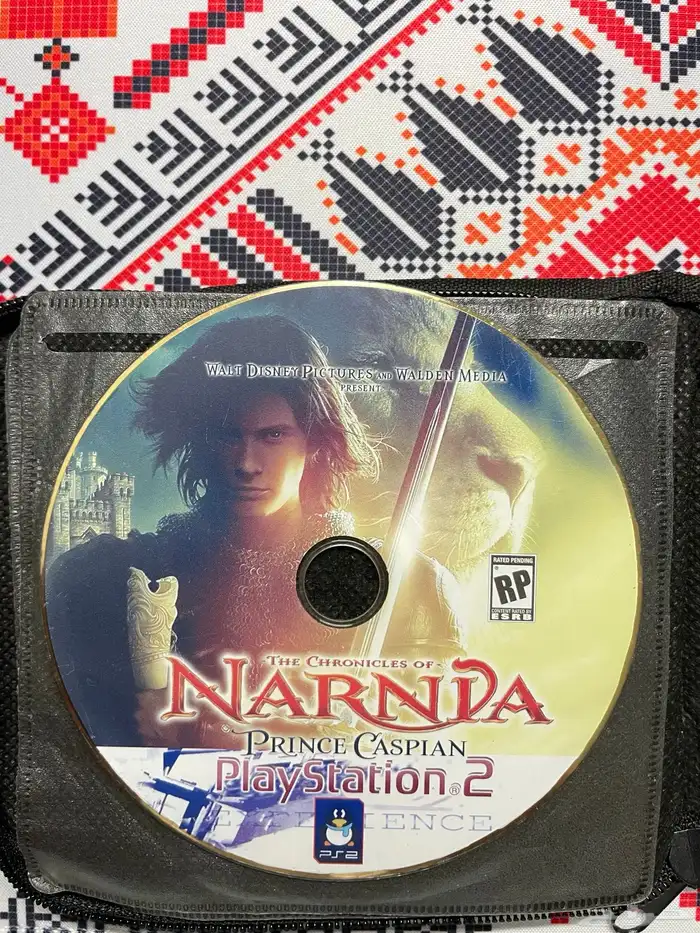 WALT DISNEY PICTURES AND WALDEN MEDIA
PRESENT
RATED PENDING
RP
CONTENT RATED BY
ESRB
THE CHRONICLES OF
NARNIA
PRINCE CASPIAN
PlayStation®2
EXPERIENCE
PS2